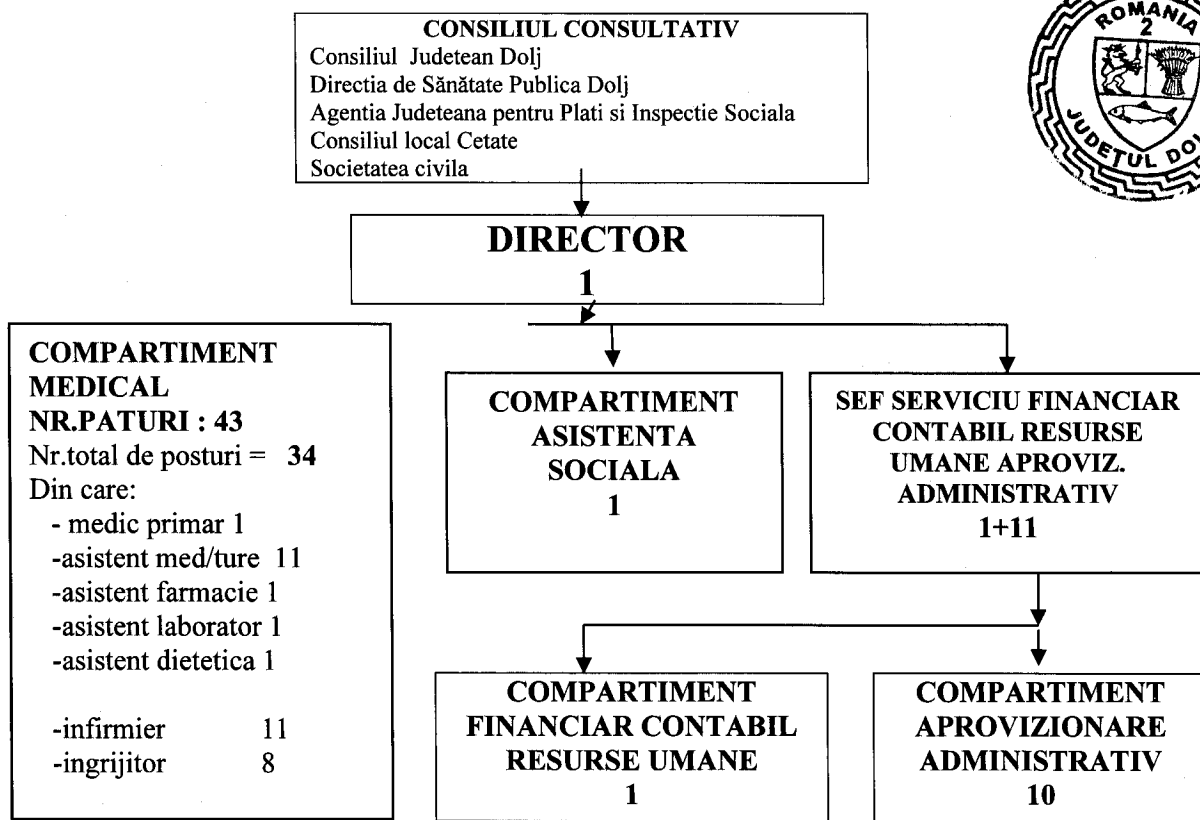 CONSILIUL CONSULTATIV
Consiliul Judetean Dolj
Directia de Sănătate Publica Dolj
Agentia Judeteana pentru Plati si Inspectie Sociala
Consiliul local Cetate
Societatea civila
ROMANIA
2
JUDEȚUL
DIRECTOR
1
COMPARTIMENT
MEDICAL
NR.PATURI : 43
Nr.total de posturi = 34
Din care:
- medic primar 1
-asistent med/ture 11
-asistent farmacie 1
-asistent laborator 1
-asistent dietetica 1
-infirmier 11
-ingrijitor 8
COMPARTIMENT
ASISTENTA
SOCIALA
1
SEF SERVICIU FINANCIAR
CONTABIL RESURSE
UMANE APROVIZ.
ADMINISTRATIV
1+11
COMPARTIMENT
FINANCIAR CONTABIL
RESURSE UMANE
1
COMPARTIMENT
APROVIZIONARE
ADMINISTRATIV
10